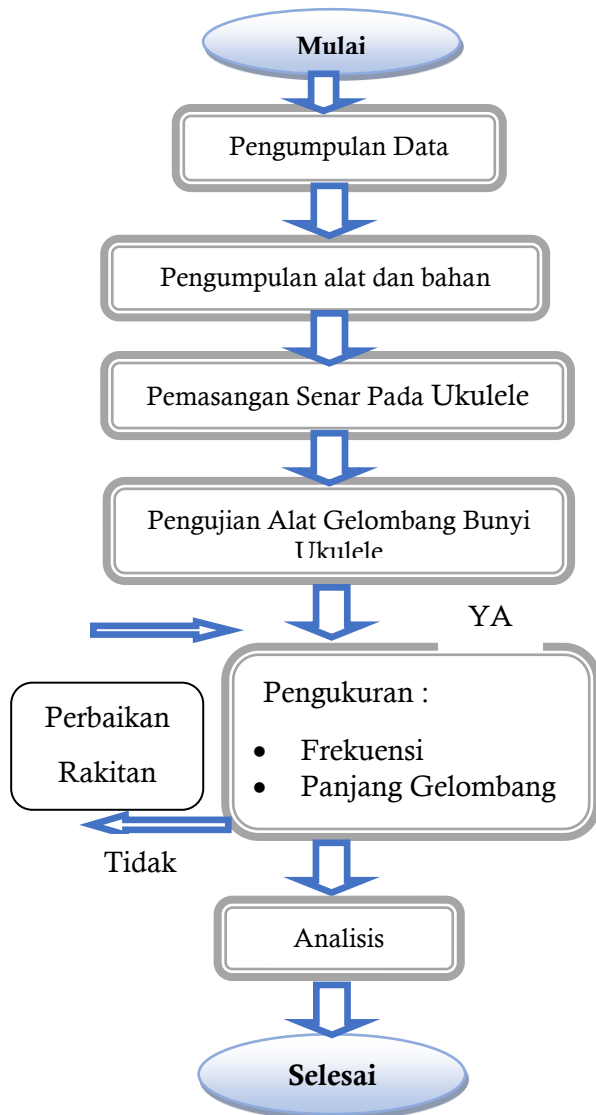 Mulai
Pengumpulan Data
Pengumpulan alat dan bahan
Pemasangan Senar Pada Ukulele
Pengujian Alat Gelombang Bunyi
Ukulele
YA
Pengukuran :
• Frekuensi
• Panjang Gelombang
Perbaikan
Rakitan
Tidak
Analisis
Selesai